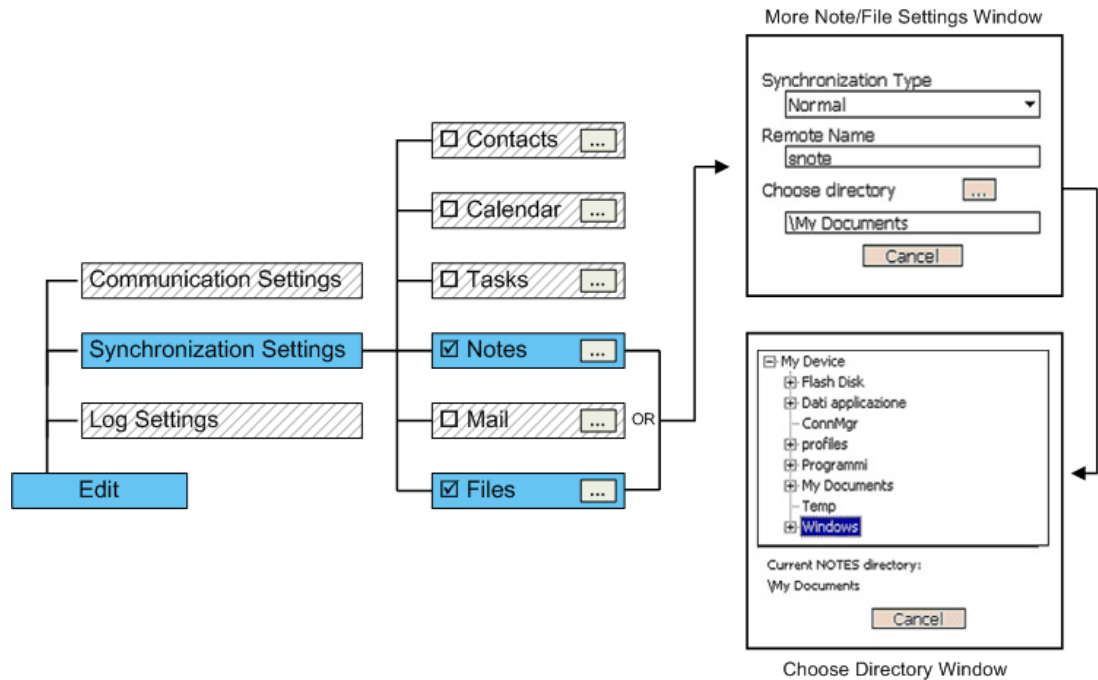 More Note/File Settings Window
Synchronization Type
Normal
Remote Name
snote
Choose directory ...
\My Documents
Cancel
Contacts ...
Calendar ...
Tasks ...
Notes ...
Mail ...
Files ...
OR
Communication Settings
Synchronization Settings
Log Settings
Edit
My Device
Flash Disk
Dati applicazione
ConnMgr
profiles
Programmi
My Documents
Temp
Windows
Current NOTES directory:
\My Documents
Cancel
Choose Directory Window